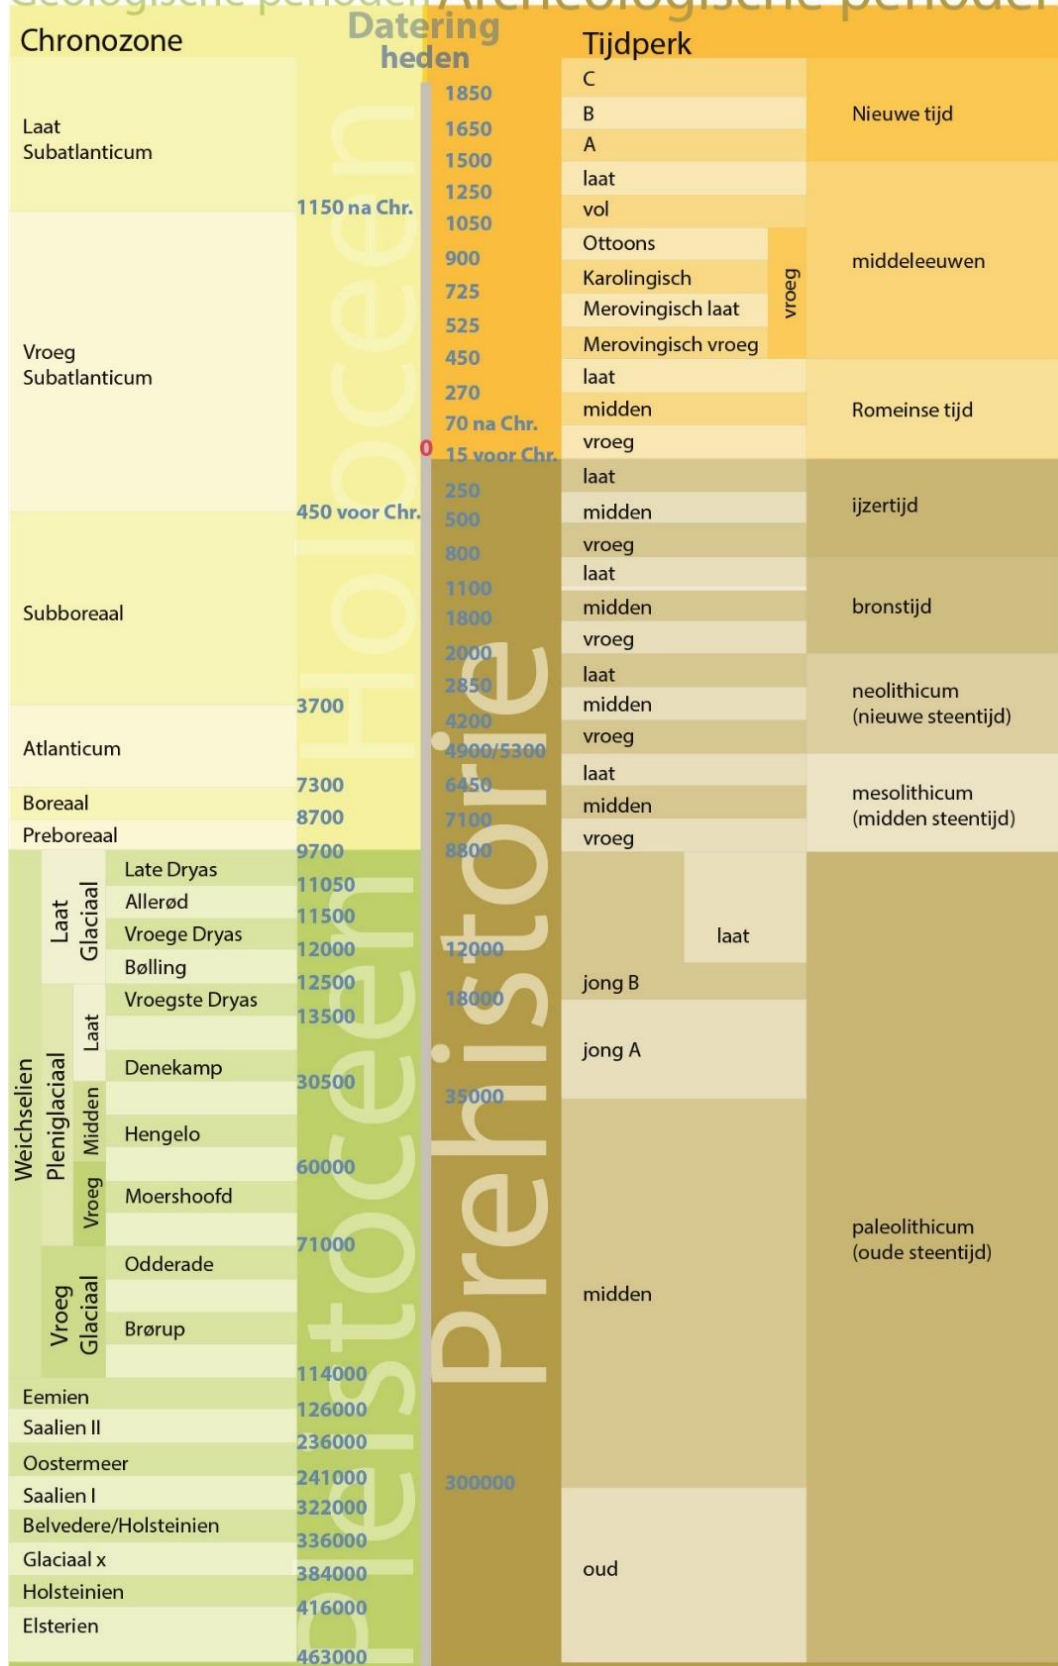 Geologische perioden Archeologische perioden
Chronozone
Datering
heden
Tijdperk
Laat
Subatlanticum
1150 na Chr.
Vroeg
Subatlanticum
450 voor Chr.
Subboreaal
3700
Atlanticum
7300
Boreaal
8700
Preboreaal
9700
Holoceen
Weichselien
Laat
Glaciaal
Late Dryas
11050
Allerød
11500
Vroege Dryas
12000
Bølling
12500
Pleniglaciaal
Laat
Vroegste Dryas
13500
Denekamp
30500
Midden
Hengelo
60000
Vroeg
Moershoofd
71000
Vroeg
Glaciaal
Odderade
Brørup
114000
Eemien
126000
Saalien II
236000
Oostermeer
241000
Saalien I
322000
Belvedere/Holsteinien
336000
Glaciaal x
384000
Holsteinien
416000
Elsterien
463000
Pleistoceen
0
1850
1650
1500
1250
1050
900
725
525
450
270
70 na Chr.
15 voor Chr.
250
500
800
1100
1800
2000
2850
4200
4900/5300
6450
7100
8800
12000
18000
35000
300000
Prehistorie
C
B
A
Nieuwe tijd
laat
vol
Ottoons
Karolingisch
Merovingisch laat
Merovingisch vroeg
vroeg
middeleeuwen
laat
midden
vroeg
Romeinse tijd
laat
midden
vroeg
ijzertijd
laat
midden
vroeg
bronstijd
laat
midden
vroeg
neolithicum
(nieuwe steentijd)
laat
midden
vroeg
mesolithicum
(midden steentijd)
laat
jong B
jong A
midden
oud
paleolithicum
(oude steentijd)